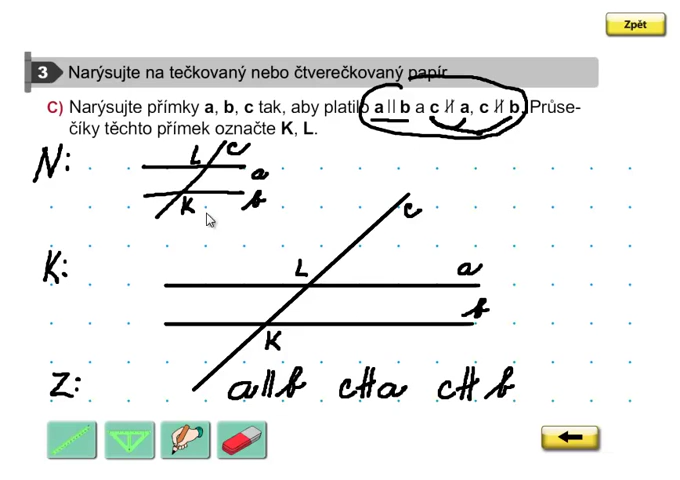 Zpět
3 Narýsujte na tečkovaný nebo čtverečkovaný papír
C) Narýsujte přímky a, b, c tak, aby platilo a || b a c ∦ a, c ∦ b. Průse-
číky těchto přímek označte K, L.
N:
L c
a
K b
c
K:
L a
b
K
Z: a || b c ∦ a c ∦ b